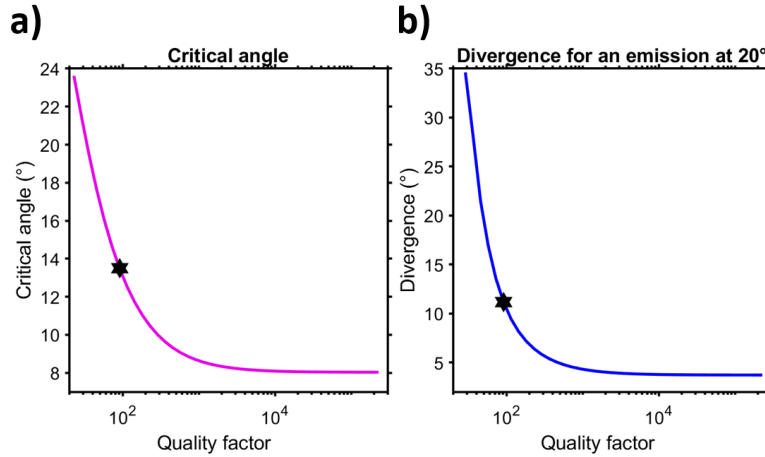 a)
Critical angle
24
22
20
18
16
14
12
10
8
Critical angle (°)
10²
10⁴
Quality factor
b)
Divergence for an emission at 20°
35
30
25
20
15
10
5
Divergence (°)
10²
10⁴
Quality factor